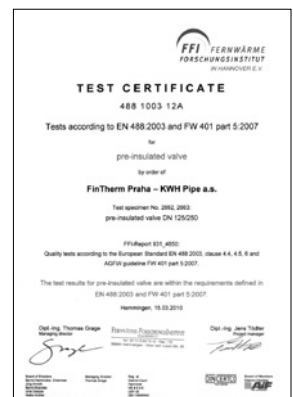 FFI FERNWÄRME
FORSCHUNGSINSTITUT
IN HANNOVER E.V.
TEST CERTIFICATE
488 1003 12A
Tests according to EN 488:2003 and FW 401 part 5:2007
for
pre-insulated valve
by order of
FinTherm Praha – KWH Pipe a.s.
Test specimen No. 2862, 2863:
pre-insulated valve DN 125/250
Quality tests according to the European Standard EN 488:2003, clause 4.4, 4.5, 6 and
AGFW guideline FW 401 part 5:2007.
The test results for pre-insulated valve are within the requirements defined in
EN 488:2003 and FW 401 part 5:2007.
Hemmingen, 18.03.2010
Dipl.-Ing. Thomas Grage
Managing director
Dipl.-Ing. Jens Tödter
Project manager
DINCERTCO
AiF